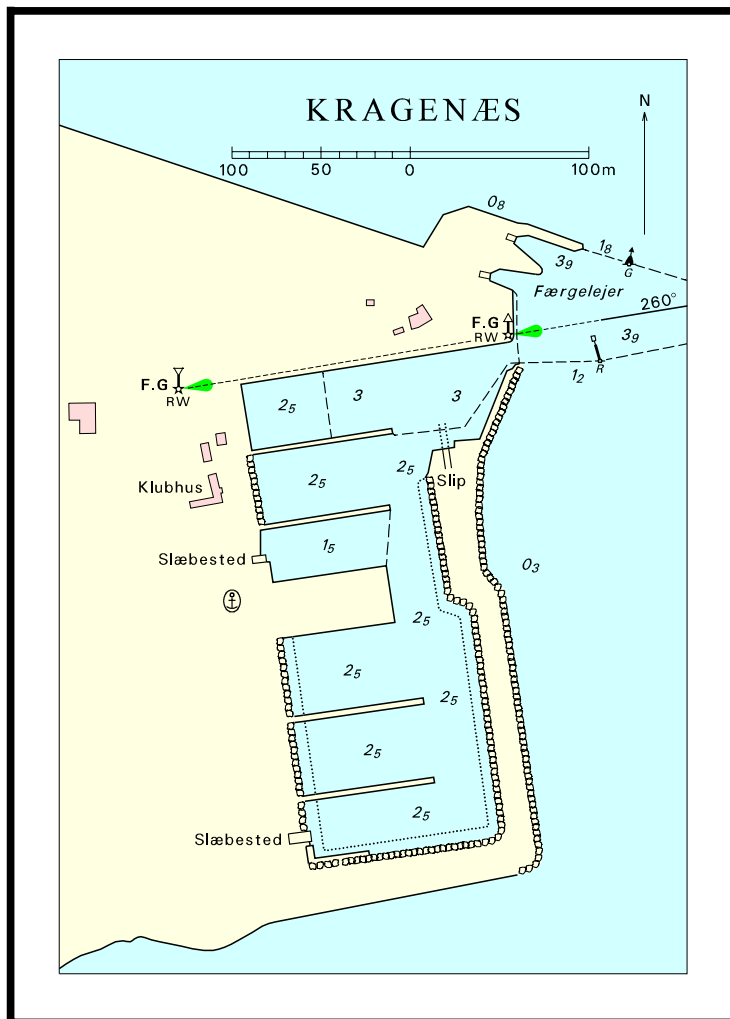 KRAGENÆS
N
100 50 0 100m
0₈
1₈
3₉
G
Færgelejer
260°
F.G
RW
3₉
R
1₂
F.G
RW
2₅
3
3
2₅
2₅
Slip
Klubhus
1₅
Slæbested
0₃
2₅
2₅
2₅
2₅
2₅
Slæbested